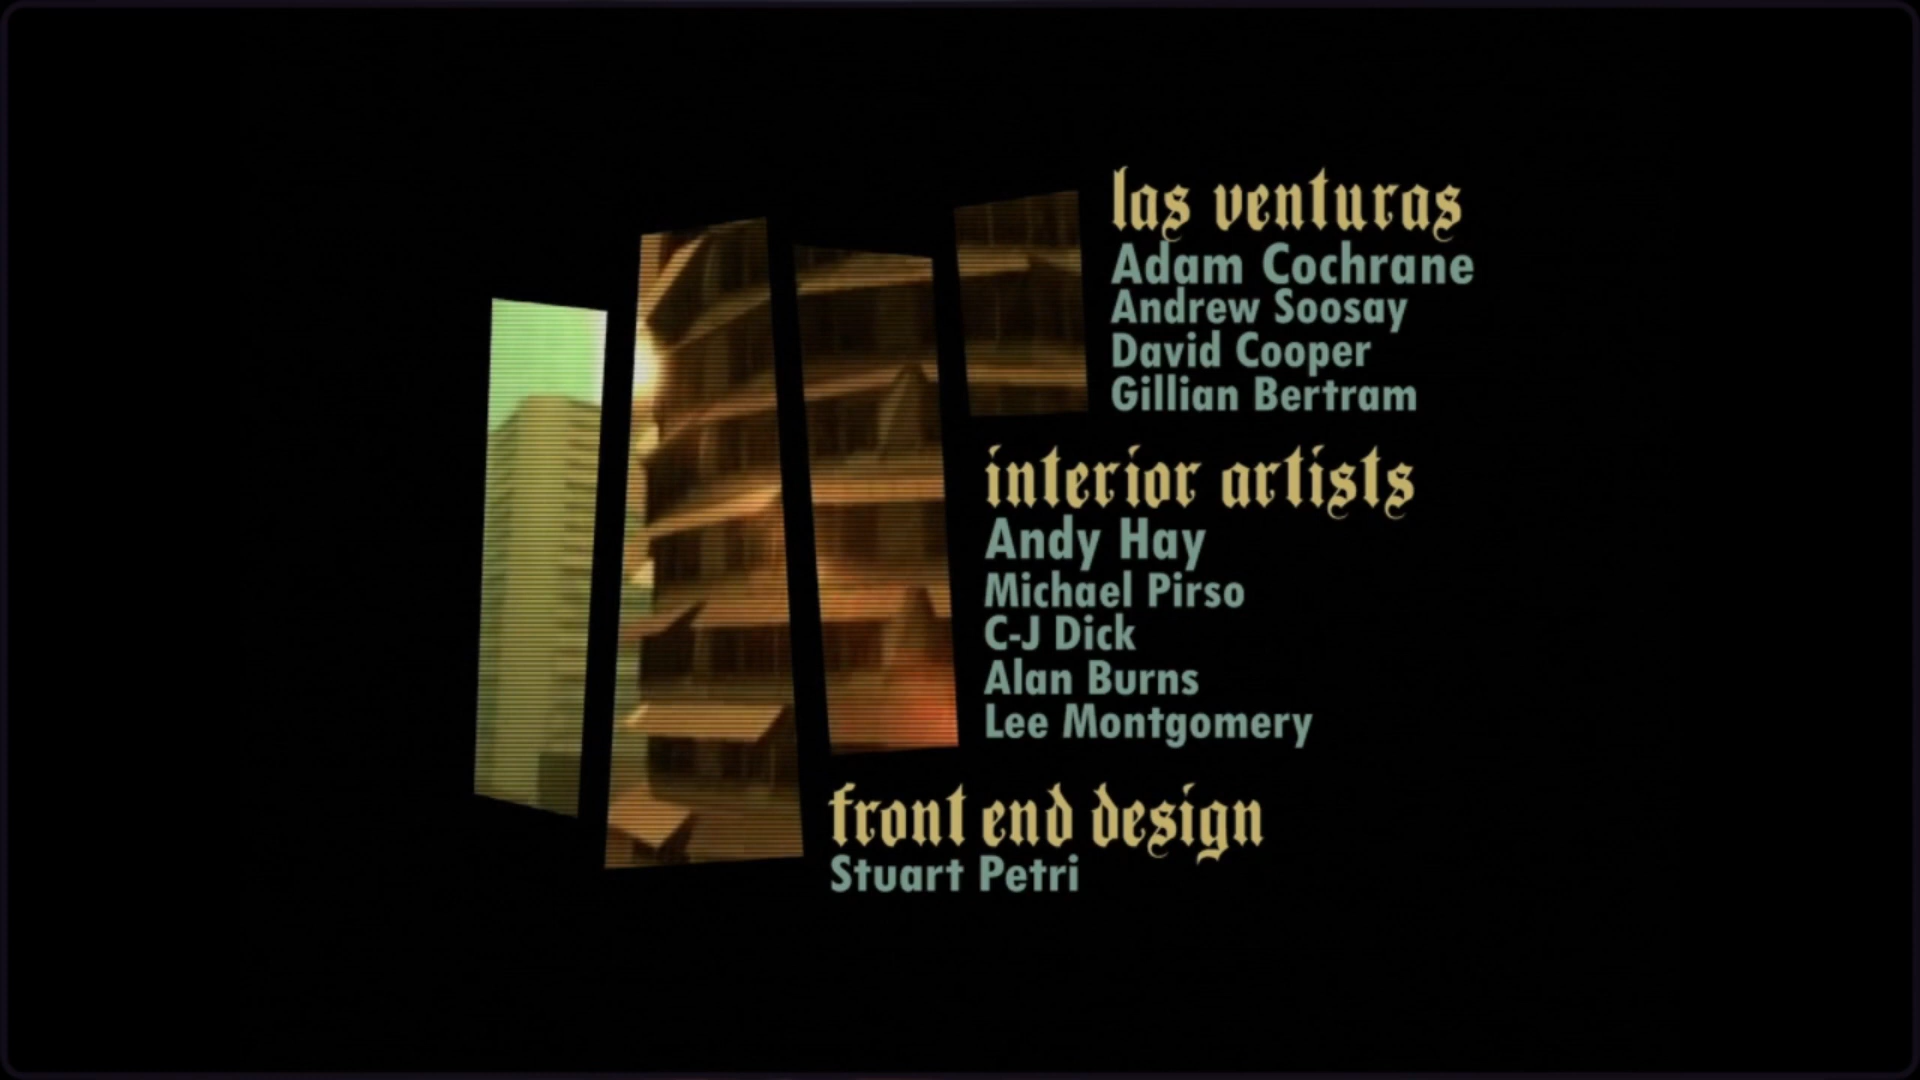 las venturas
Adam Cochrane
Andrew Soosay
David Cooper
Gillian Bertram
interior artists
Andy Hay
Michael Pirso
C-J Dick
Alan Burns
Lee Montgomery
front end design
Stuart Petri